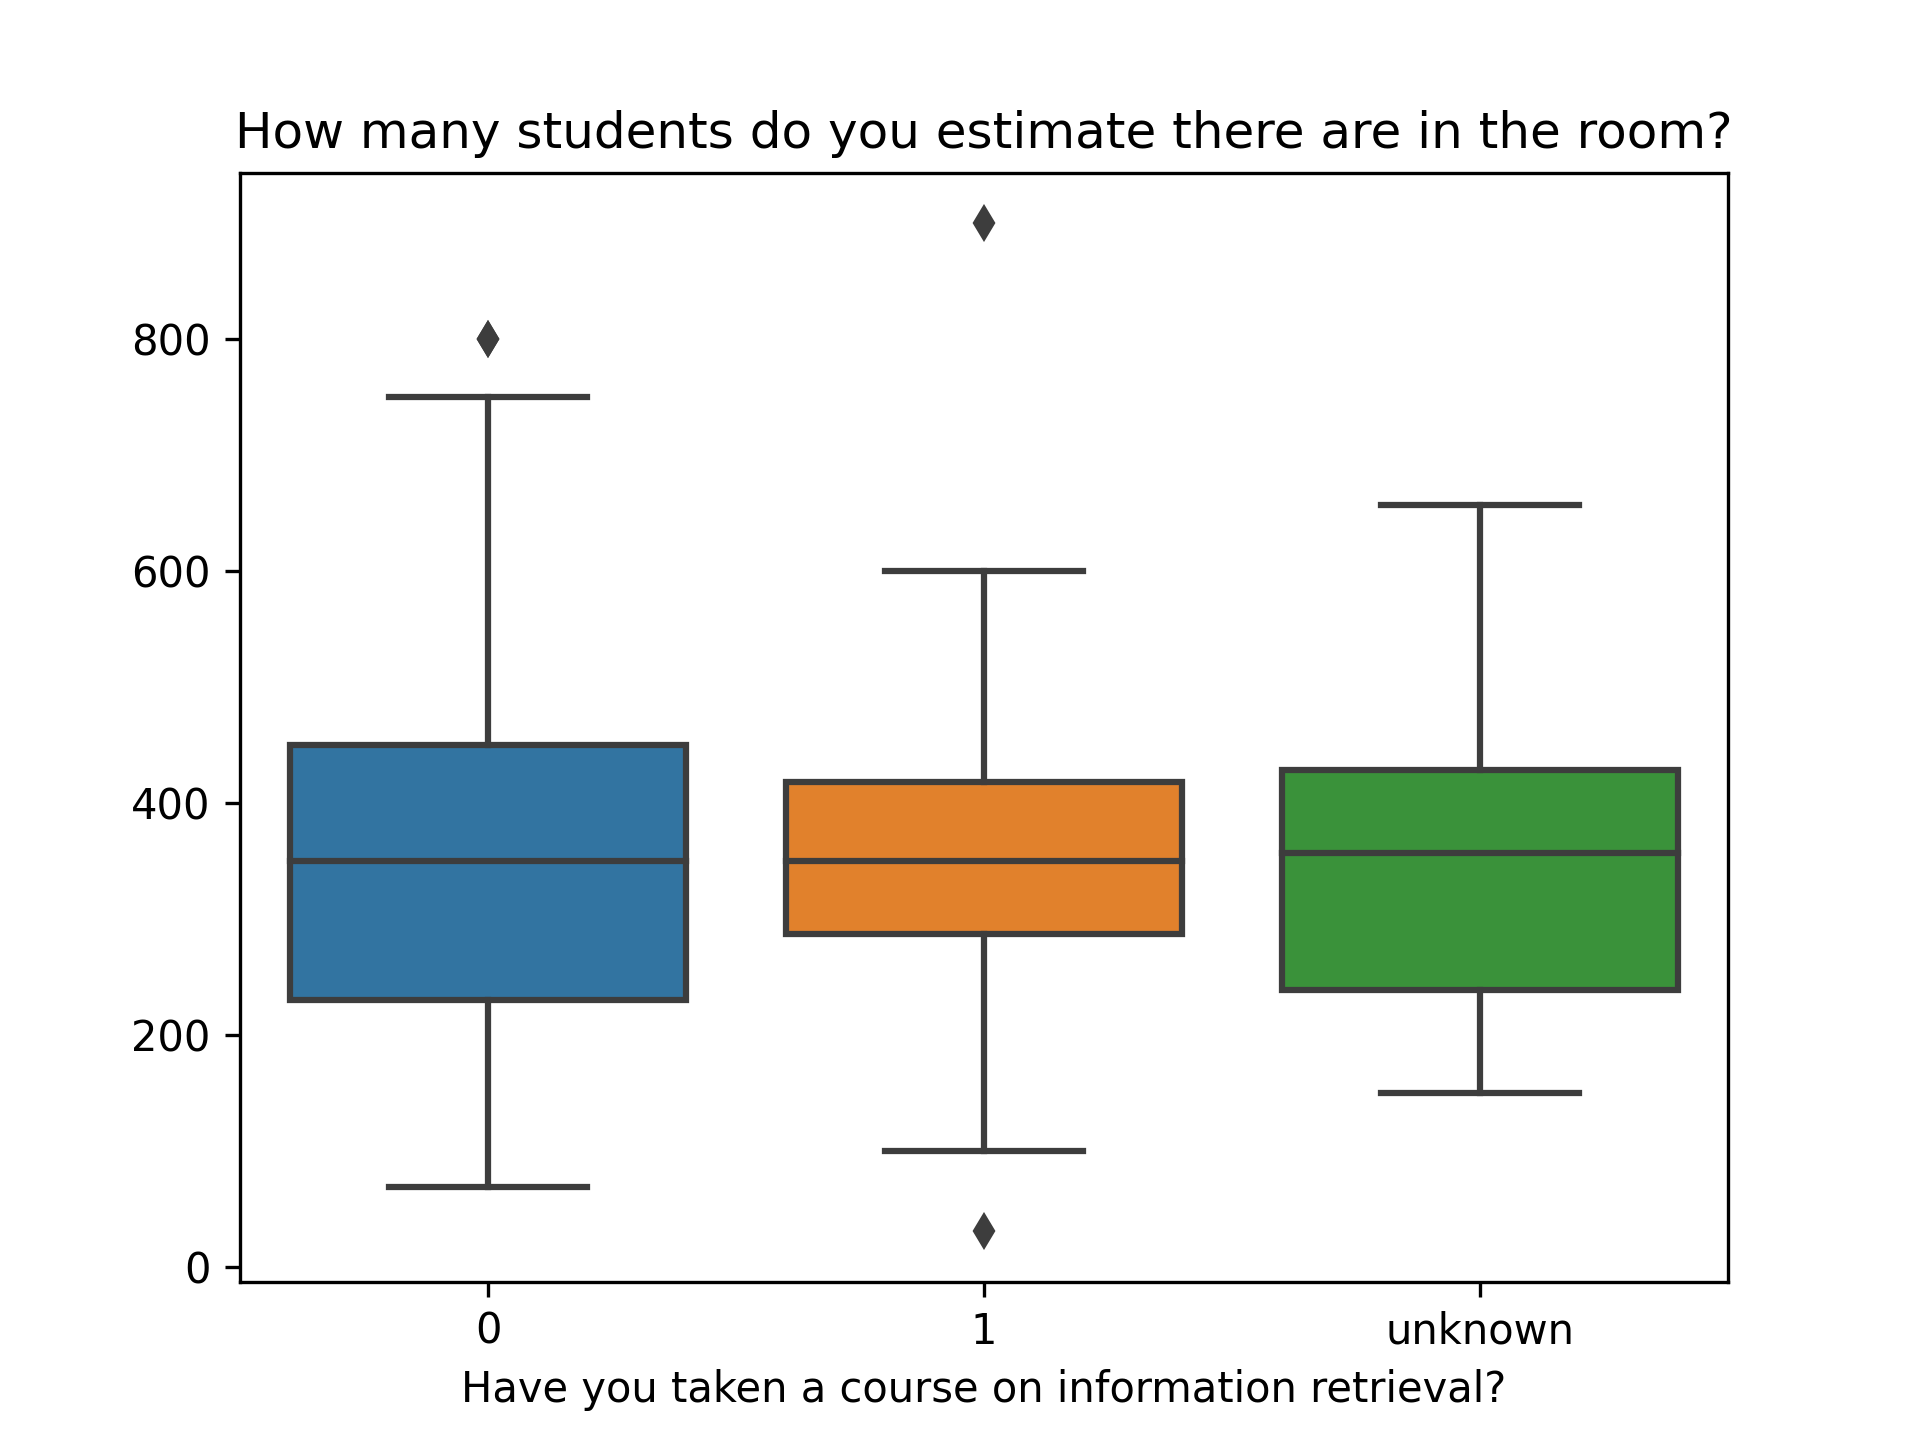 How many students do you estimate there are in the room?
800
600
400
200
0
0 1 unknown
Have you taken a course on information retrieval?